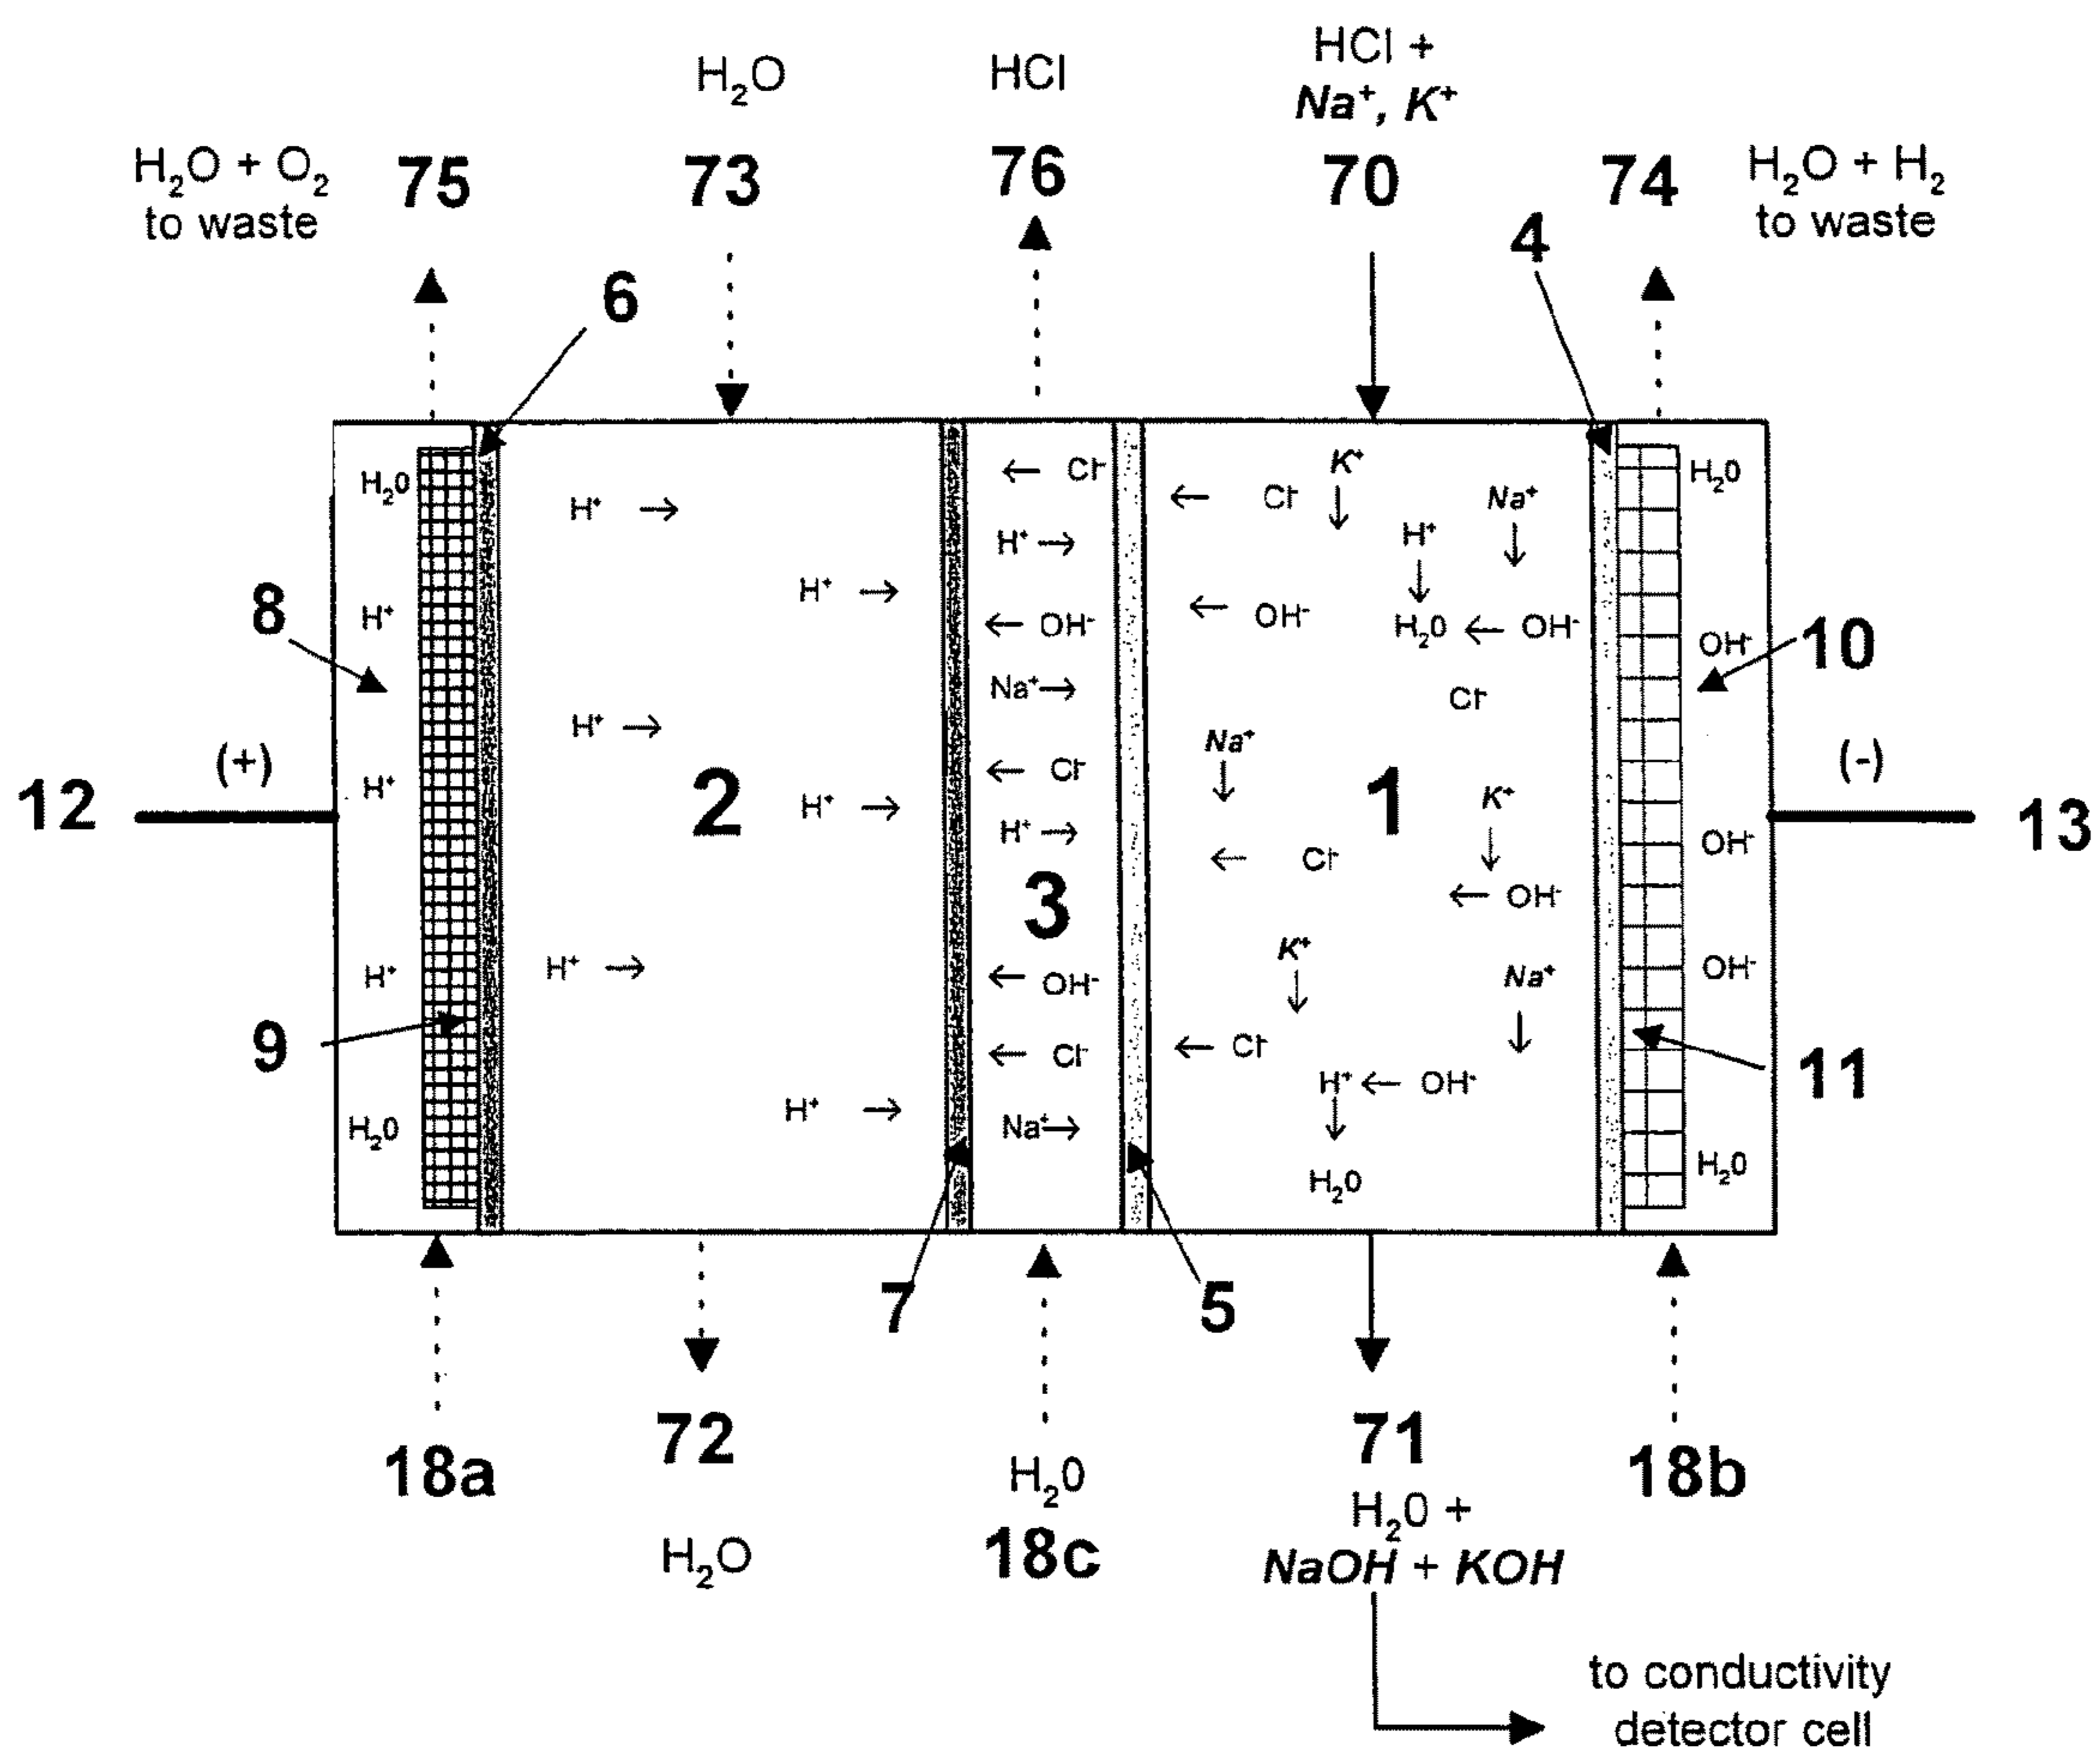 HCl +
H₂O
HCl
Na⁺, K⁺
H₂O + O₂
to waste
75
73
76
70
74
H₂O + H₂
to waste
4
6
H₂0
H⁺
H⁺
H⁺
H₂0
8
9
(+)
12
H⁺
H⁺
H⁺
2
H⁺
H⁺
H⁺
Cl⁻
H⁺
OH⁻
Na⁺
Cl⁻
H⁺
3
OH⁻
Cl⁻
Na⁺
K⁺
Cl⁻
Na⁺
H⁺
OH⁻
H₂0
OH⁻
Cl⁻
Na⁺
1
K⁺
Cl⁻
OH⁻
K⁺
Na⁺
Cl⁻
H⁺
OH⁻
H₂0
H₂0
OH⁻
OH⁻
OH⁻
H₂0
10
(-)
13
11
7
5
18a
72
H₂O
H₂0
18c
71
H₂0 +
NaOH + KOH
18b
to conductivity
detector cell